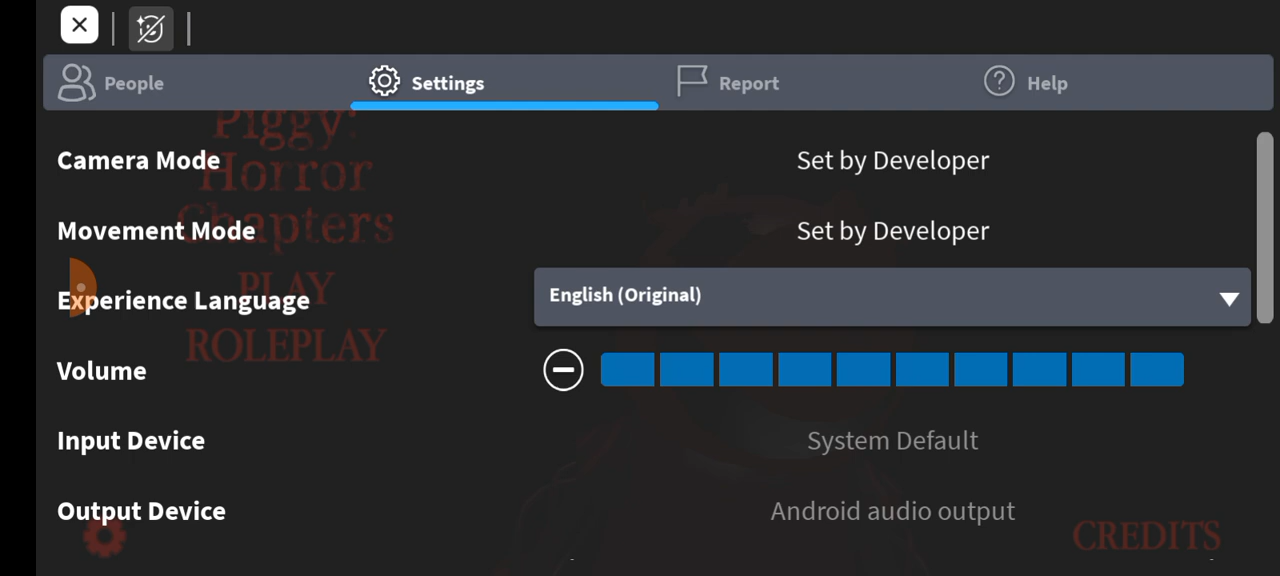 People
Settings
Report
Help
Piggy:
Horror
Chapters
PLAY
ROLEPLAY
Camera Mode
Set by Developer
Movement Mode
Set by Developer
Experience Language
English (Original)
Volume
Input Device
System Default
Output Device
Android audio output
CREDITS